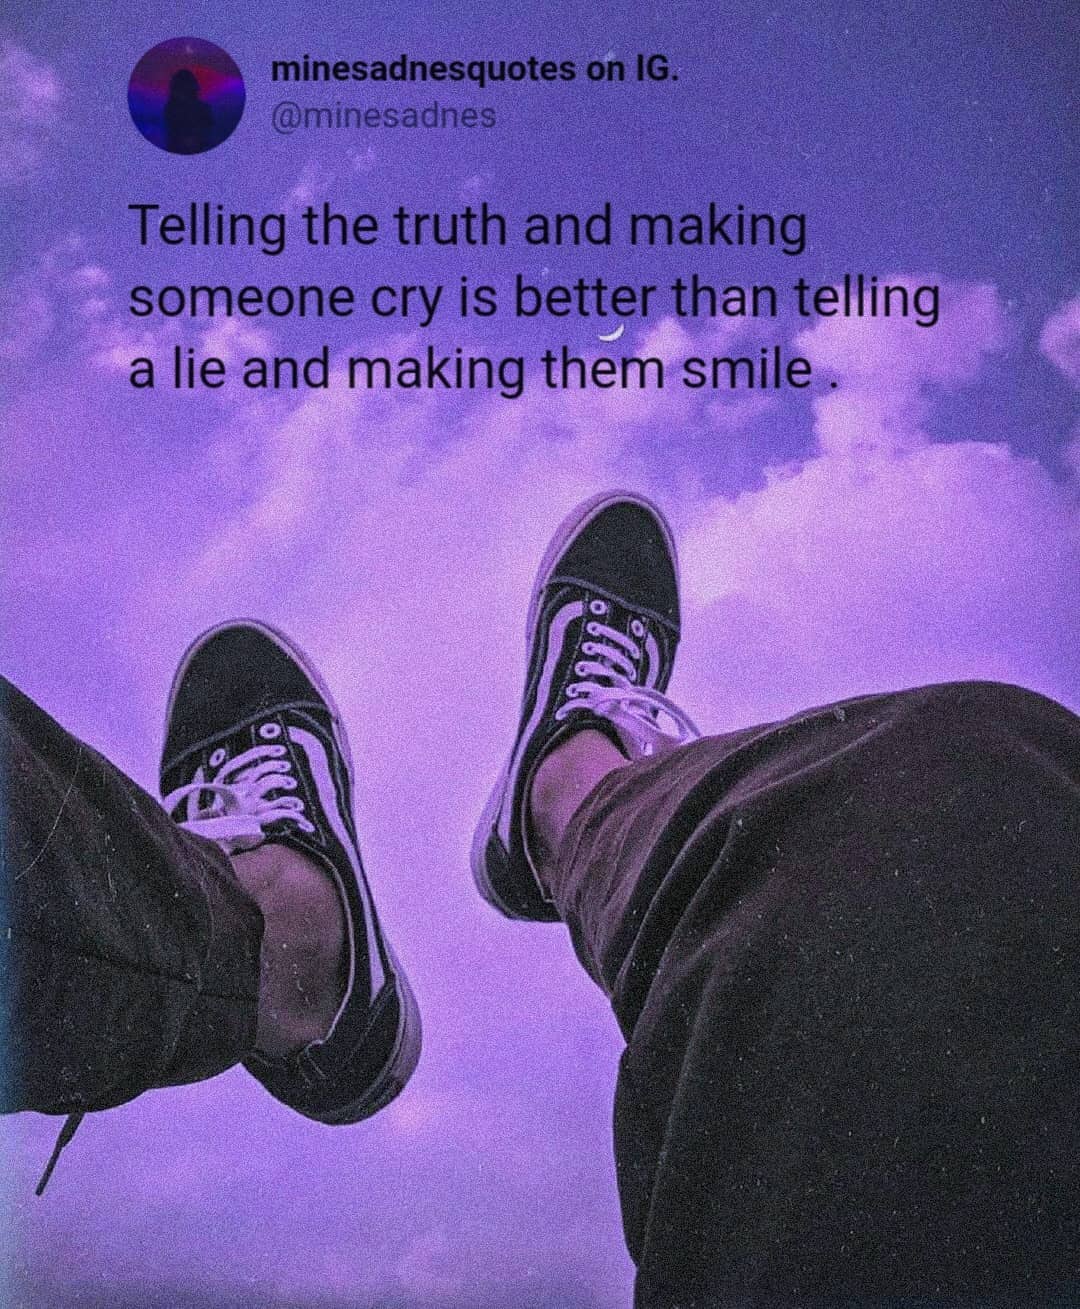 minesadnesquotes on IG.
@minesadnes
Telling the truth and making
someone cry is better than telling
a lie and making them smile .